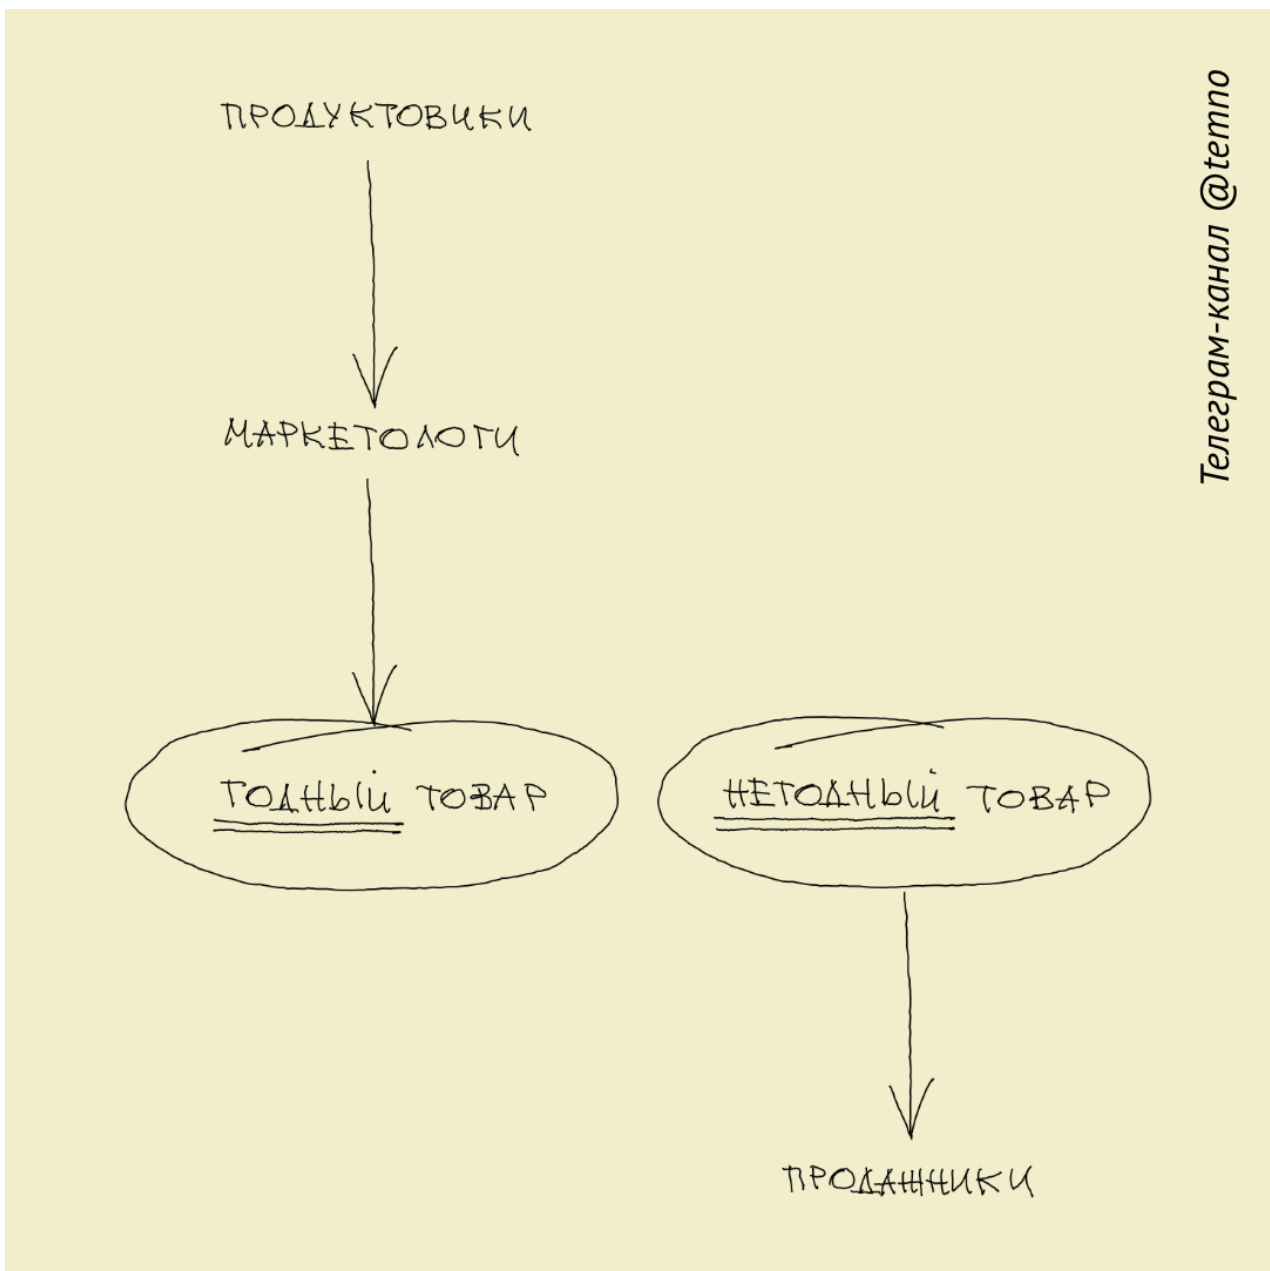 ПРОДУКТОВИКИ
МАРКЕТОЛОГИ
ГОДНЫЙ ТОВАР
НЕГОДНЫЙ ТОВАР
ПРОДАЖНИКИ
Телеграм-канал @temno